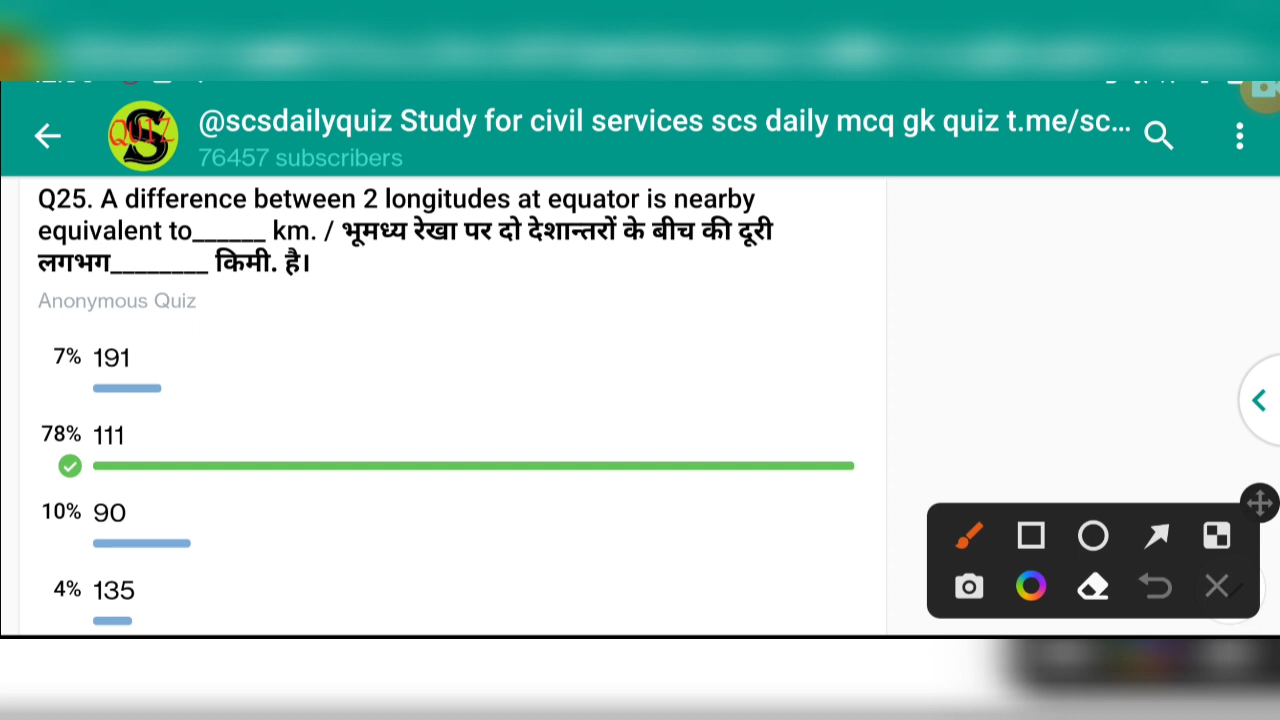 @scsdailyquiz Study for civil services scs daily mcq gk quiz t.me/sc...
QUIZ S
76457 subscribers
Q25. A difference between 2 longitudes at equator is nearby
equivalent to______ km. / भूमध्य रेखा पर दो देशान्तरों के बीच की दूरी
लगभग________ किमी. है।
Anonymous Quiz
7% 191
78% 111
10% 90
4% 135